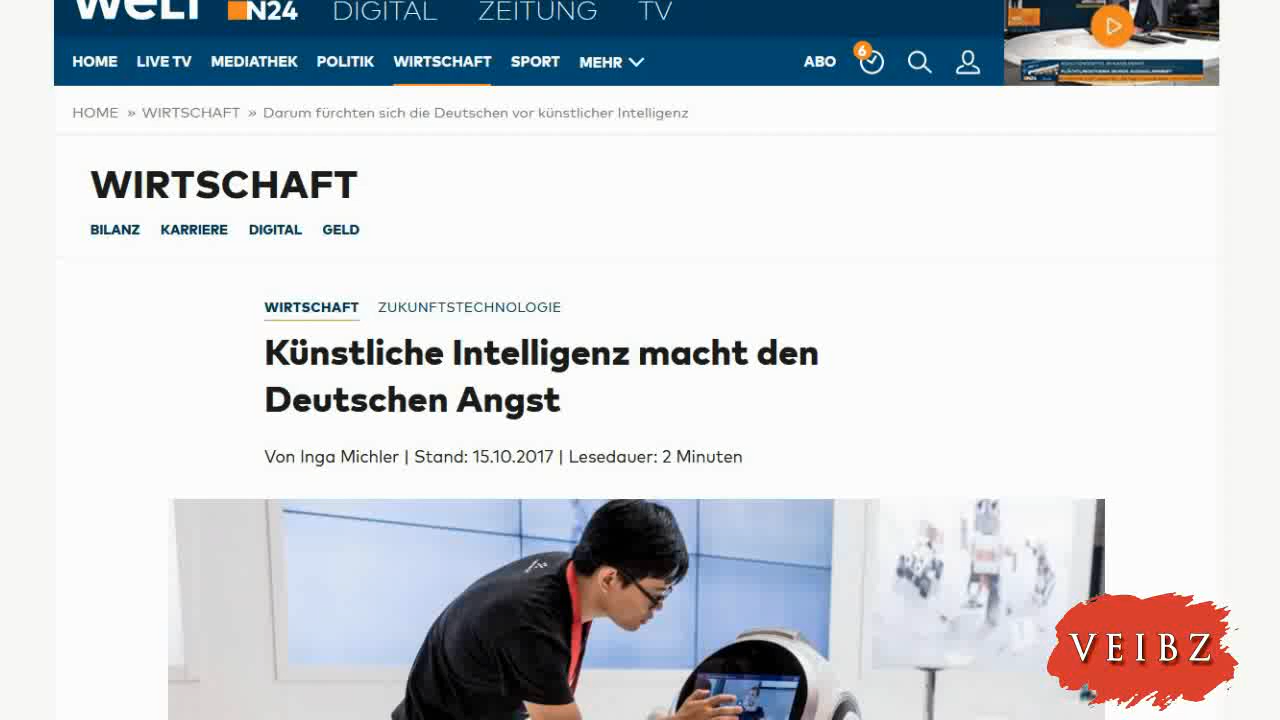 WELT N24 DIGITAL ZEITUNG TV
HOME LIVE TV MEDIATHEK POLITIK WIRTSCHAFT SPORT MEHR ABO 6
HOME » WIRTSCHAFT » Darum fürchten sich die Deutschen vor künstlicher Intelligenz
WIRTSCHAFT
BILANZ KARRIERE DIGITAL GELD
WIRTSCHAFT ZUKUNFTSTECHNOLOGIE
Künstliche Intelligenz macht den
Deutschen Angst
Von Inga Michler | Stand: 15.10.2017 | Lesedauer: 2 Minuten
VEIBZ